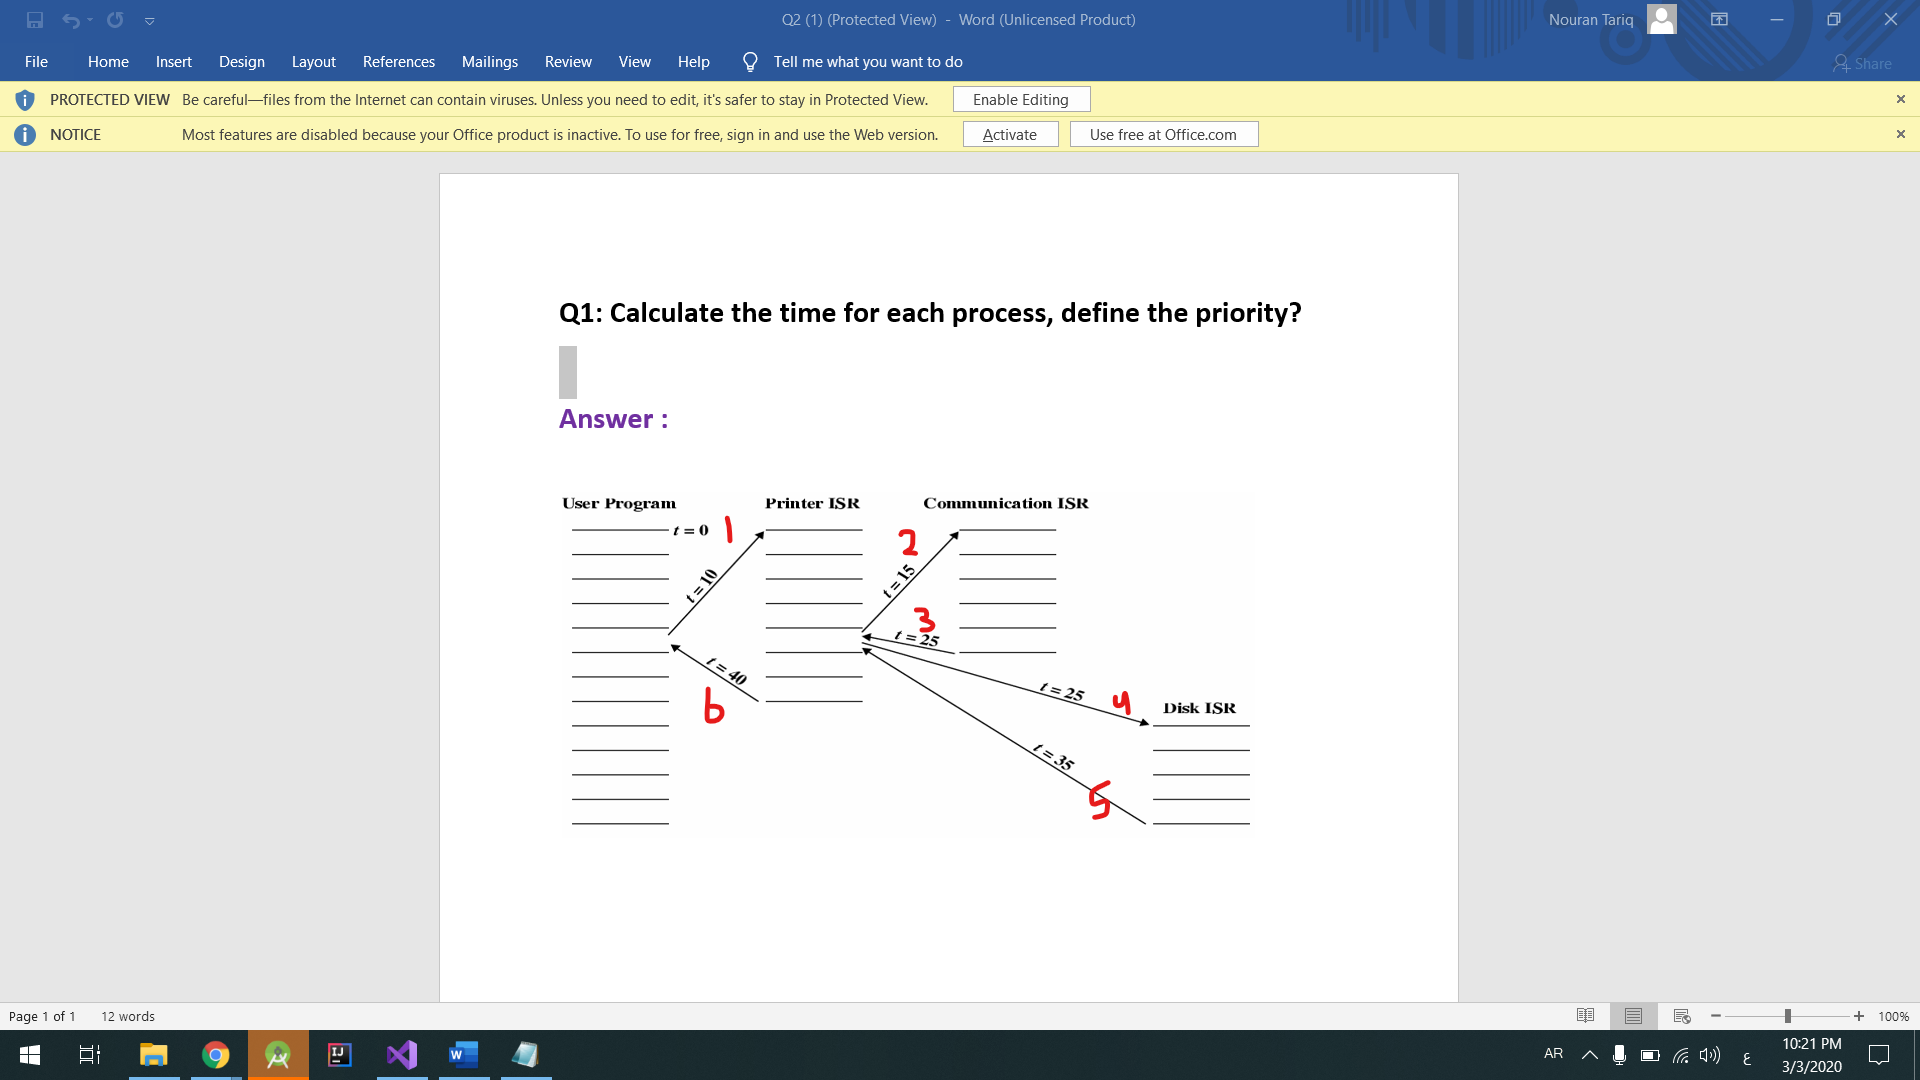 Q2 (1) (Protected View) - Word (Unlicensed Product)
Nouran Tariq
File Home Insert Design Layout References Mailings Review View Help Tell me what you want to do
Share
PROTECTED VIEW Be careful—files from the Internet can contain viruses. Unless you need to edit, it's safer to stay in Protected View. Enable Editing
NOTICE Most features are disabled because your Office product is inactive. To use for free, sign in and use the Web version. Activate Use free at Office.com
Q1: Calculate the time for each process, define the priority?
Answer :
User Program Printer ISR Communication ISR
t = 0 1
2
t = 10 t = 15
3
t = 25
t = 40
t = 25 4
6
Disk ISR
t = 35
5
Page 1 of 1 12 words
100%
IJ
W
AR
ع
10:21 PM
3/3/2020